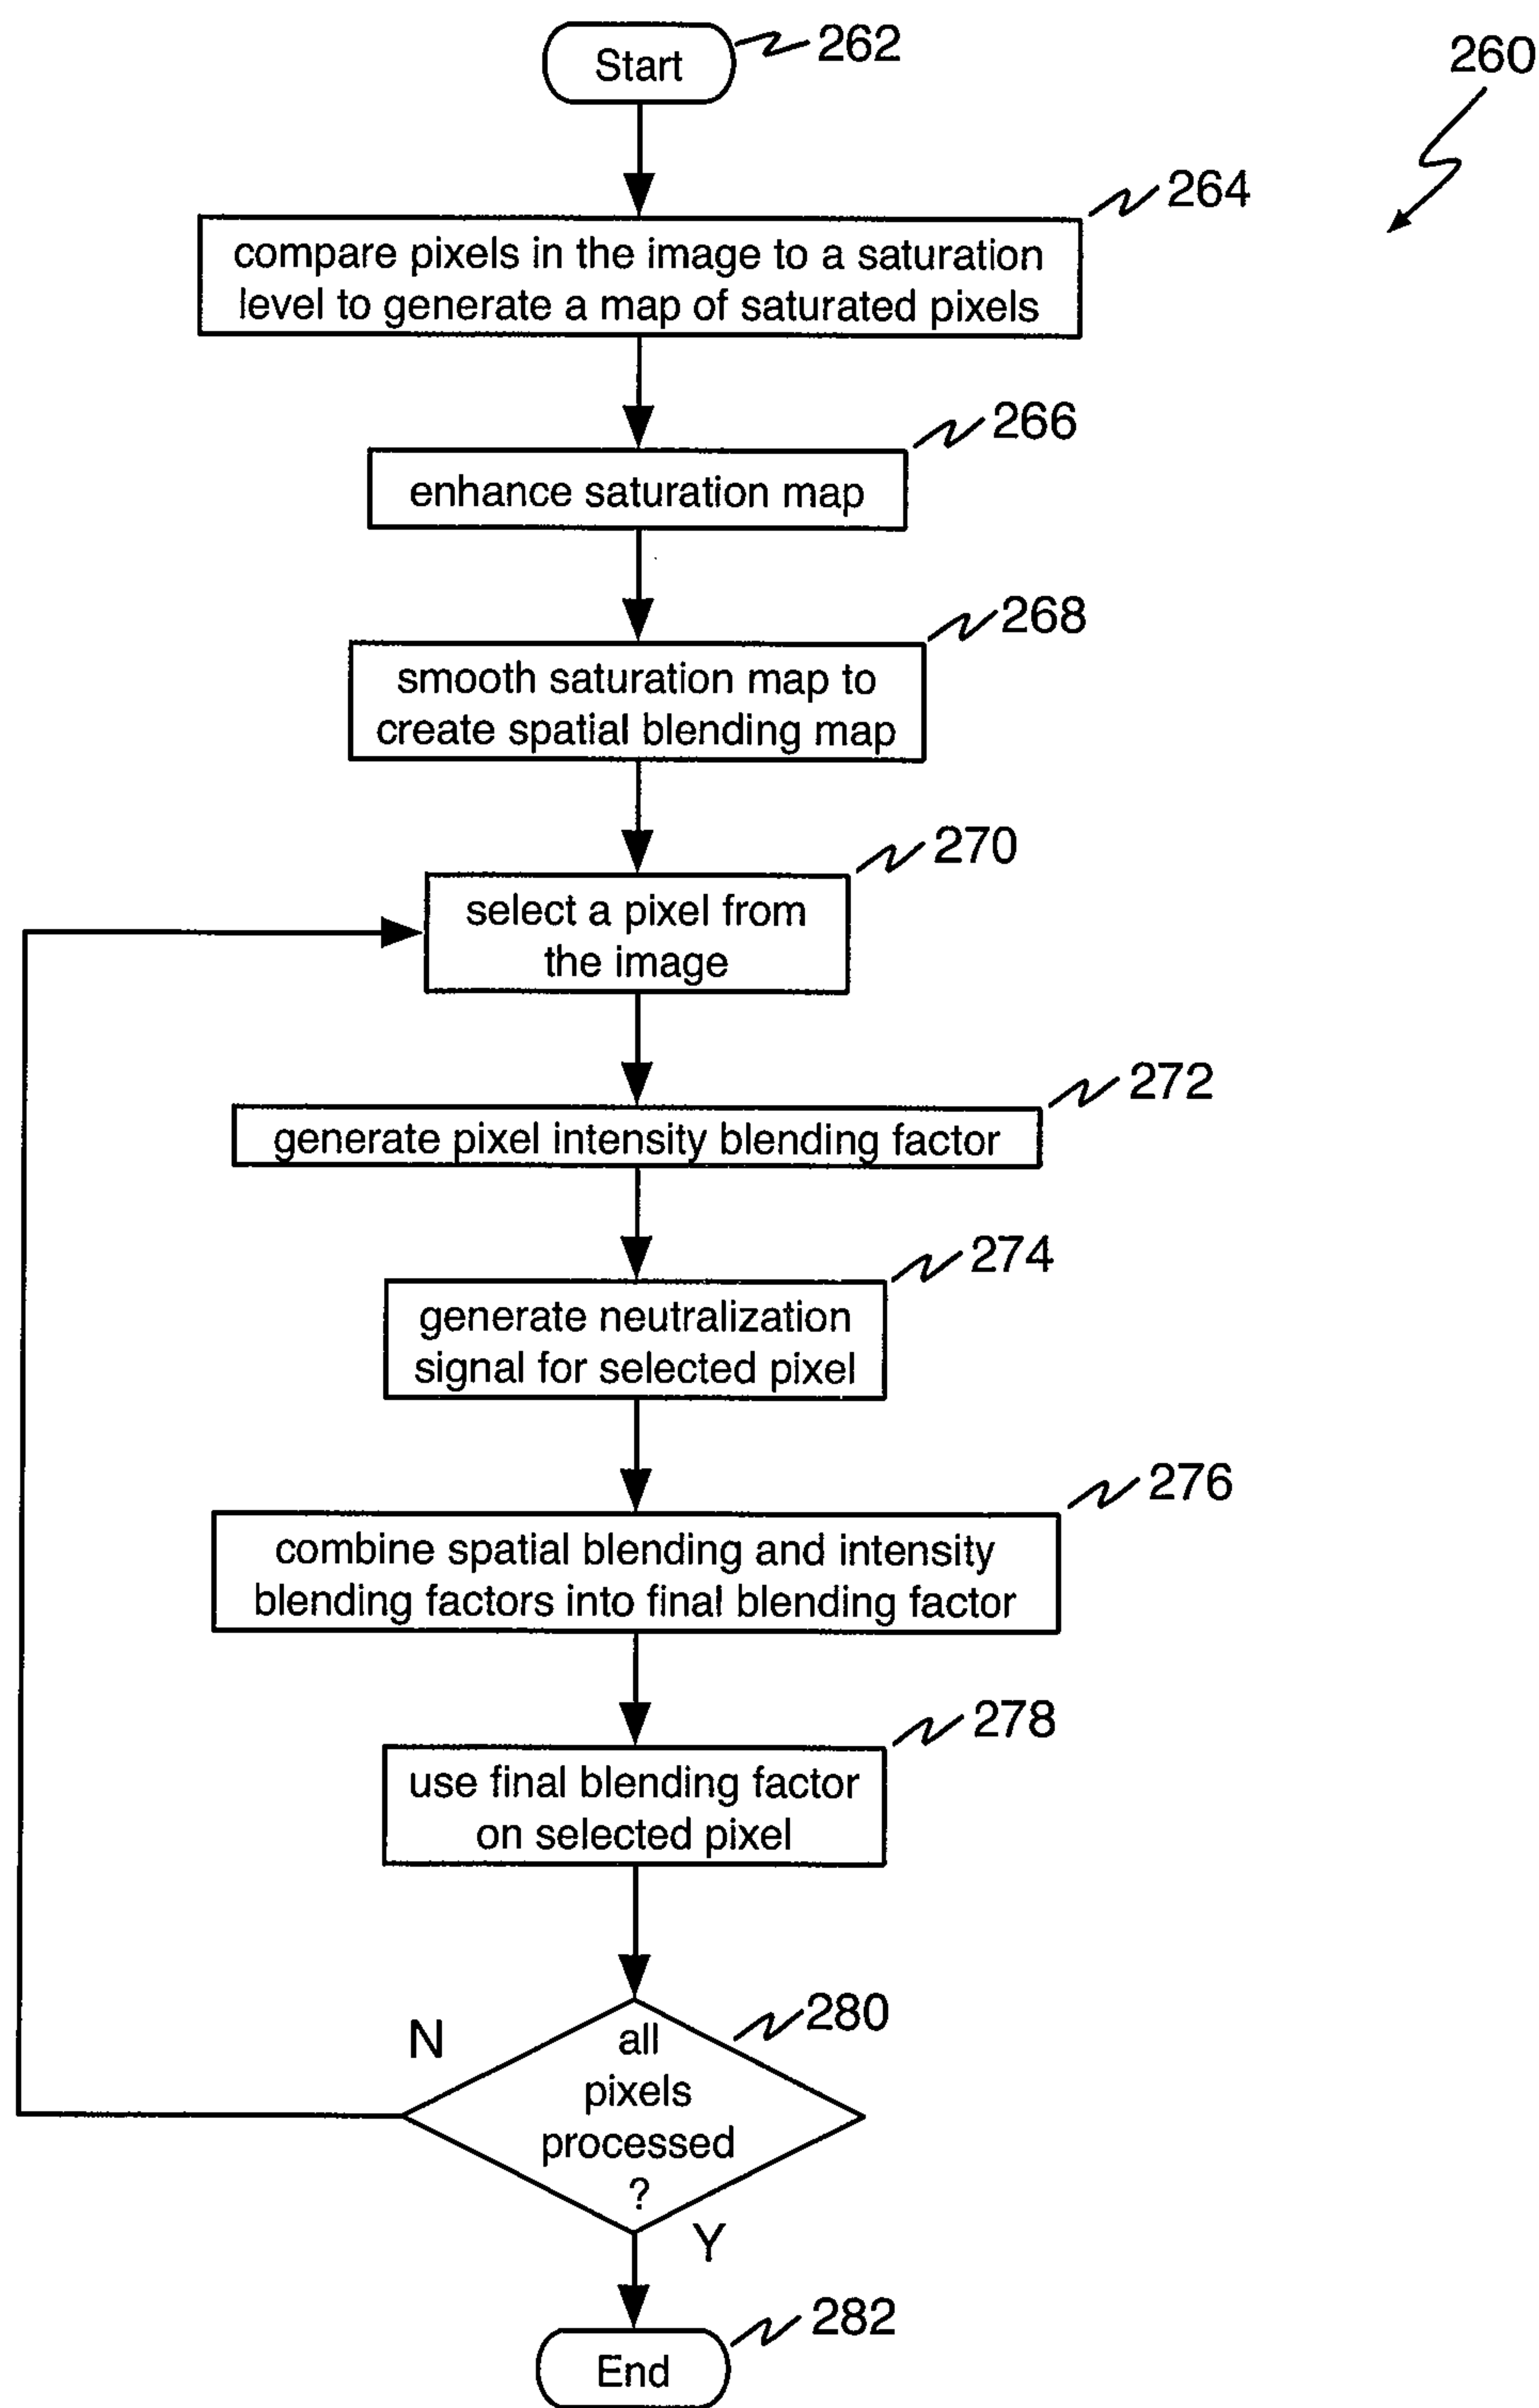 Start
262
260
264
compare pixels in the image to a saturation
level to generate a map of saturated pixels
266
enhance saturation map
268
smooth saturation map to
create spatial blending map
270
select a pixel from
the image
272
generate pixel intensity blending factor
274
generate neutralization
signal for selected pixel
276
combine spatial blending and intensity
blending factors into final blending factor
278
use final blending factor
on selected pixel
280
N
all
pixels
processed
?
Y
282
End